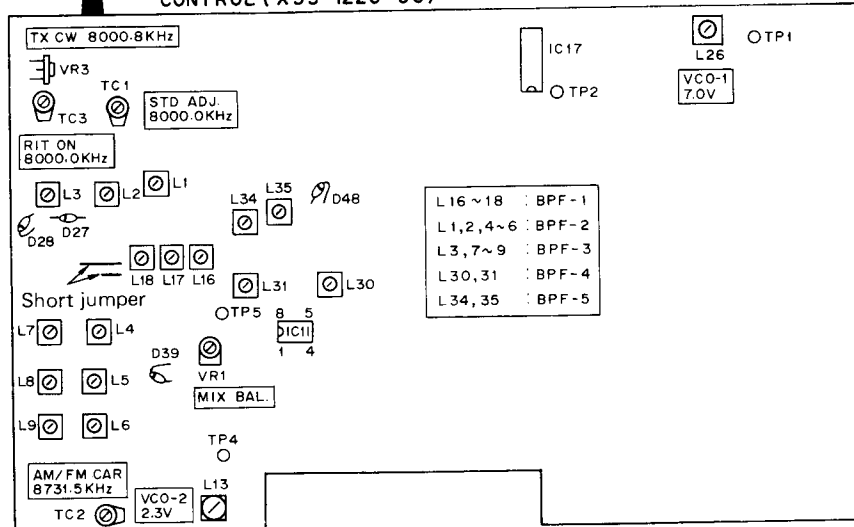 CONTROL
TX CW 8000.8KHz
VR3
TC1
TC3
STD ADJ.
8000.0KHz
RIT ON
8000.0KHz
IC17
TP2
L26
TP1
VCO-1
7.0V
L3
L2
L1
L34
L35
D48
D28
D27
L18
L17
L16
L31
L30
L16~18 : BPF-1
L1,2,4~6 : BPF-2
L3,7~9 : BPF-3
L30,31 : BPF-4
L34,35 : BPF-5
Short jumper
TP5
8 5
IC11
1 4
L7
L4
D39
VR1
MIX BAL.
L8
L5
L9
L6
TP4
AM/FM CAR
8731.5KHz
TC2
VCO-2
2.3V
L13